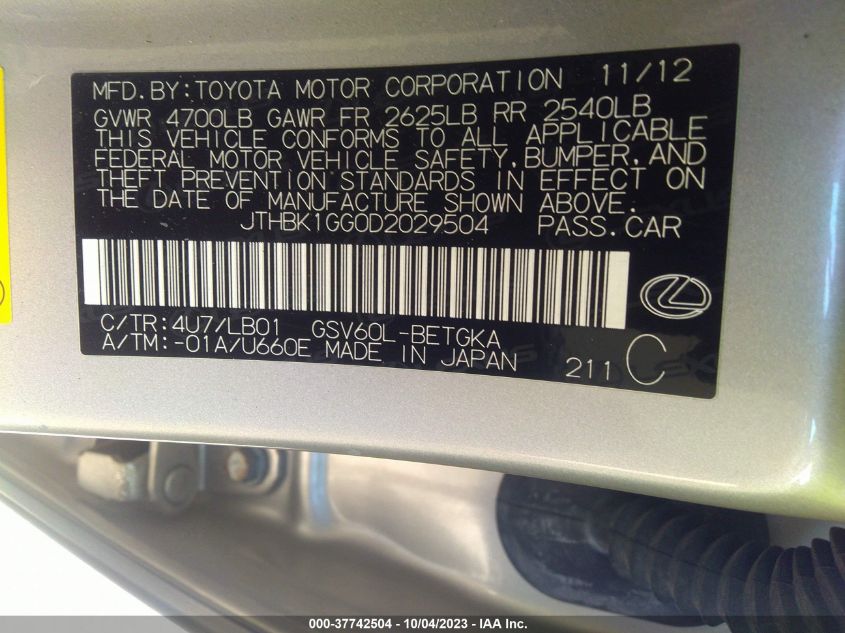 MFD.BY:TOYOTA MOTOR CORPORATION 11/12
GVWR 4700LB GAWR FR 2625LB RR 2540LB
THIS VEHICLE CONFORMS TO ALL APPLICABLE
FEDERAL MOTOR VEHICLE SAFETY,BUMPER,AND
THEFT PREVENTION STANDARDS IN EFFECT ON
THE DATE OF MANUFACTURE SHOWN ABOVE.
JTHBK1GG0D2029504 PASS.CAR
C/TR:4U7/LB01 GSV60L-BETGKA
A/TM:-01A/U660E MADE IN JAPAN 211 C
000-37742504 - 10/04/2023 - IAA Inc.